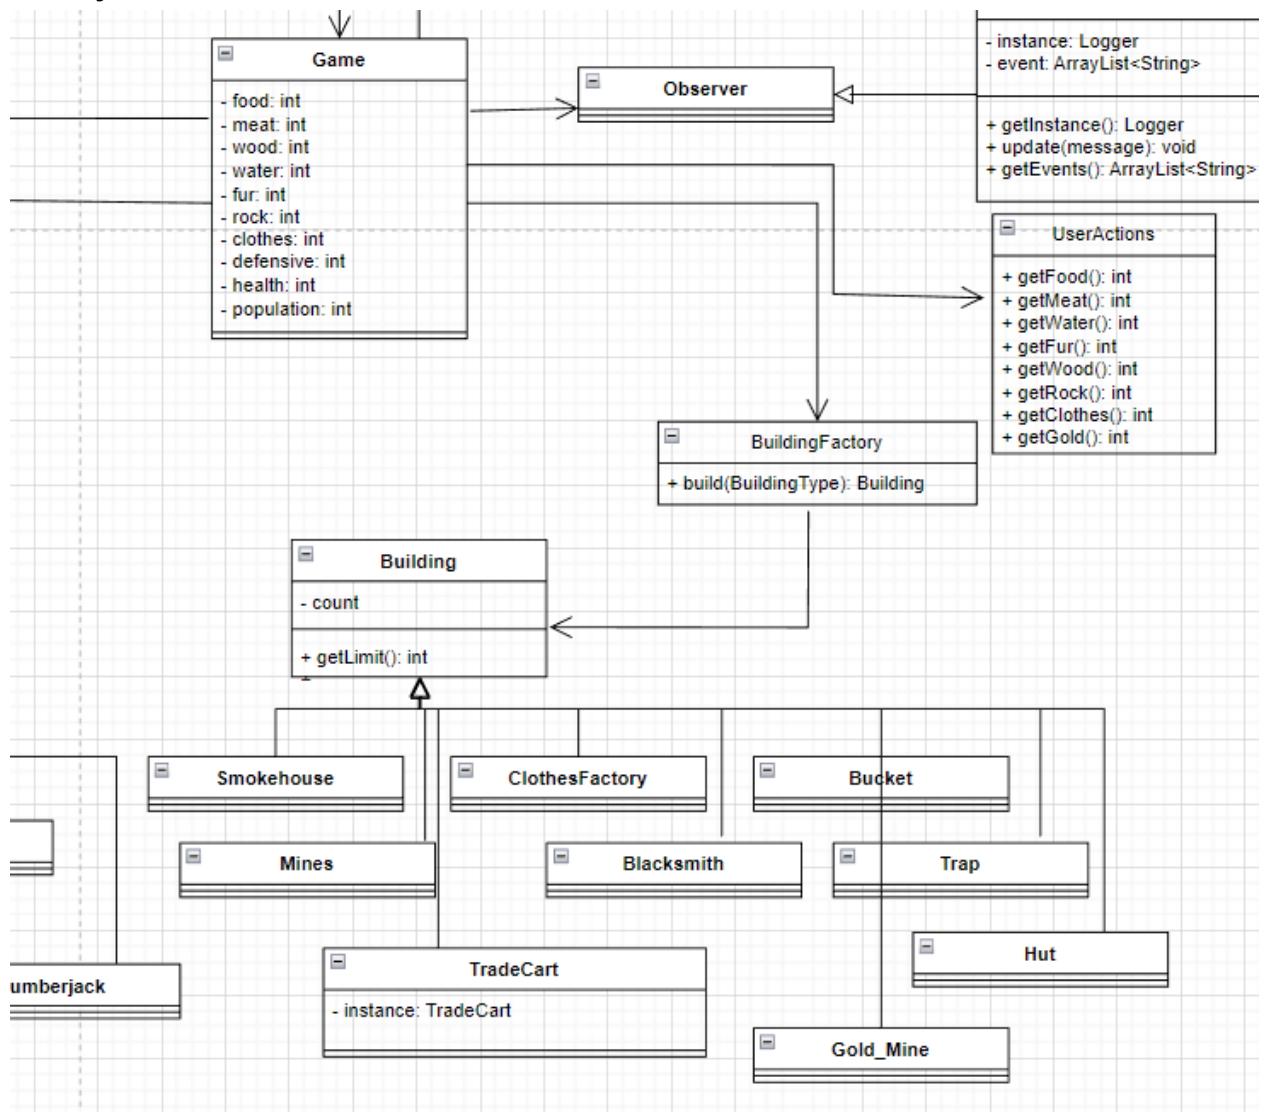 Game
- food: int
- meat: int
- wood: int
- water: int
- fur: int
- rock: int
- clothes: int
- defensive: int
- health: int
- population: int
Observer
- instance: Logger
- event: ArrayList<String>
+ getInstance(): Logger
+ update(message): void
+ getEvents(): ArrayList<String>
UserActions
+ getFood(): int
+ getMeat(): int
+ getWater(): int
+ getFur(): int
+ getWood(): int
+ getRock(): int
+ getClothes(): int
+ getGold(): int
BuildingFactory
+ build(BuildingType): Building
Building
- count
+ getLimit(): int
Smokehouse
ClothesFactory
Bucket
Mines
Blacksmith
Trap
Hut
TradeCart
- instance: TradeCart
umberjack
Gold_Mine